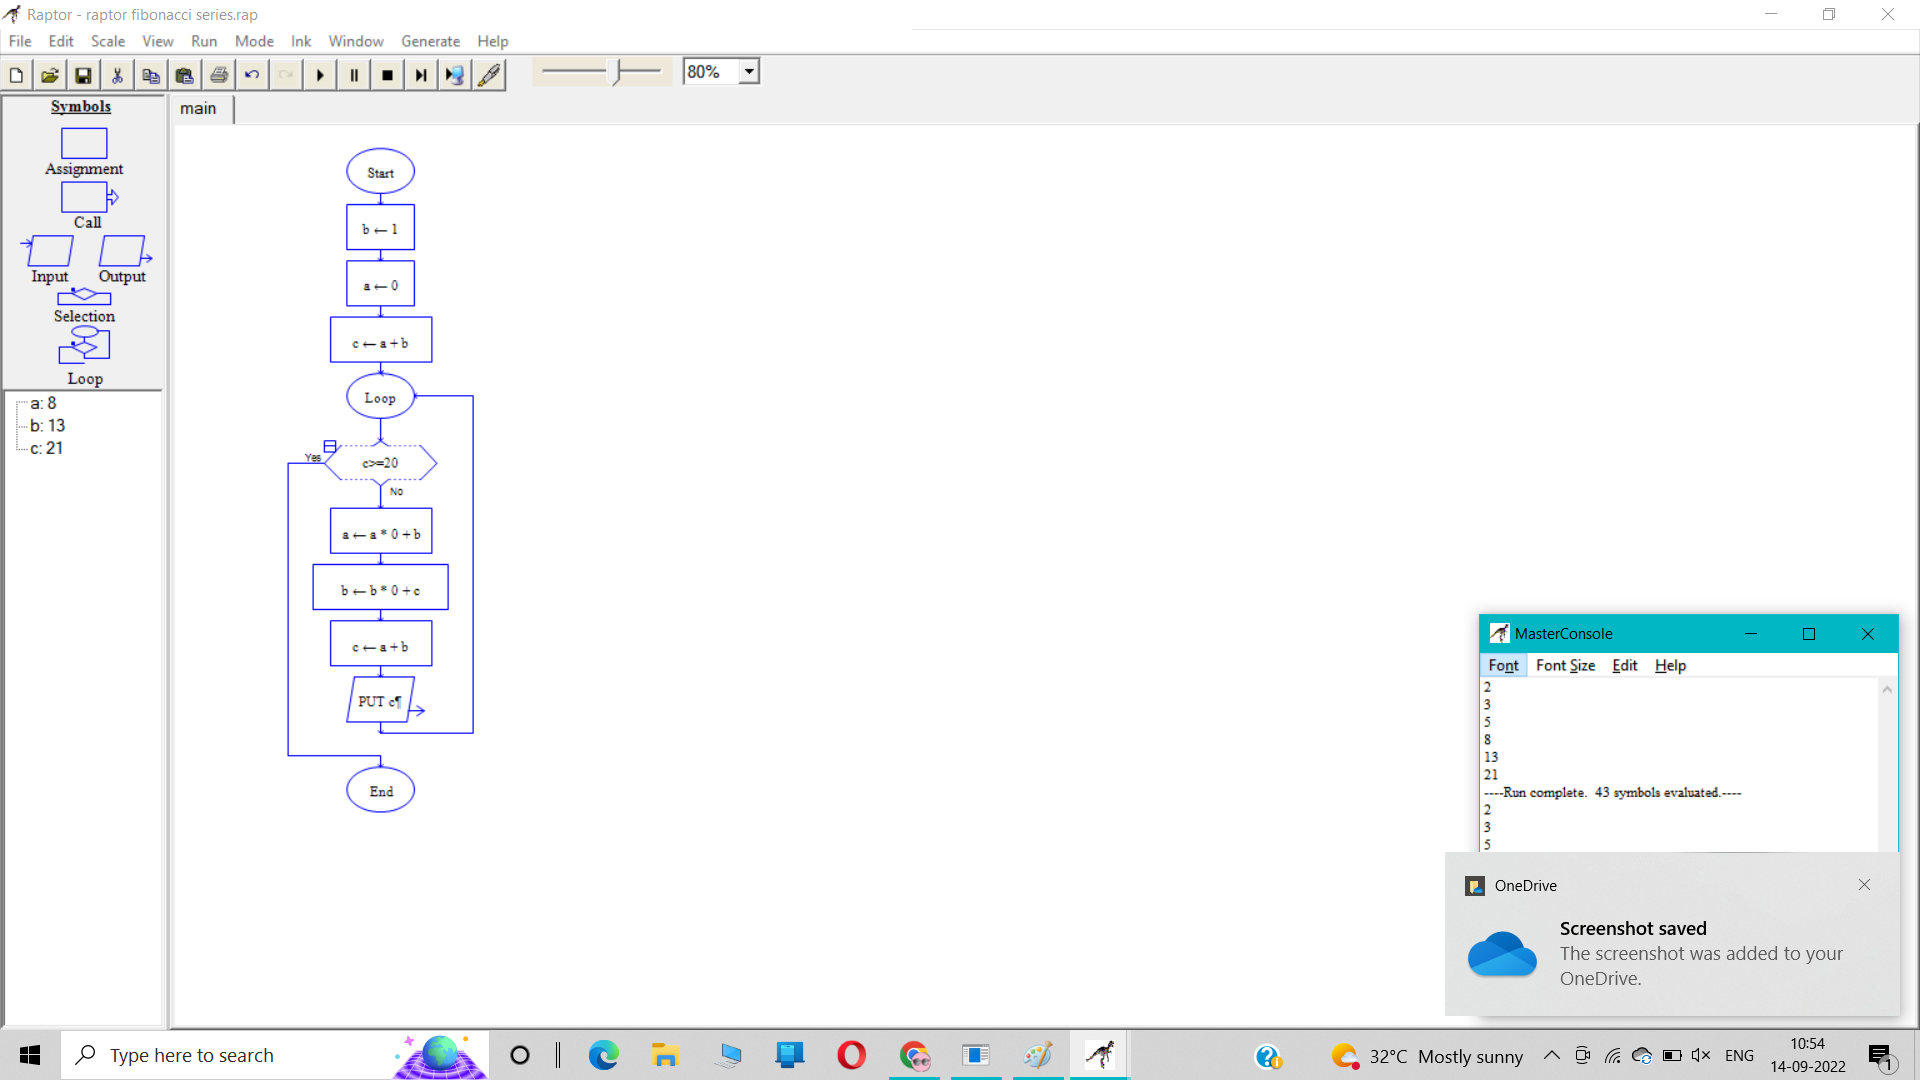 Raptor - raptor fibonacci series.rap
File Edit Scale View Run Mode Ink Window Generate Help
80%
Symbols
Assignment
Call
Input Output
Selection
Loop
a: 8
b: 13
c: 21
main
Start
b ← 1
a ← 0
c ← a + b
Loop
Yes
c>=20
No
a ← a * 0 + b
b ← b * 0 + c
c ← a + b
PUT c¶
End
MasterConsole
Font Font Size Edit Help
2
3
5
8
13
21
----Run complete. 43 symbols evaluated.----
2
3
5
OneDrive
Screenshot saved
The screenshot was added to your
OneDrive.
Type here to search
32°C Mostly sunny
ENG
10:54
14-09-2022
1